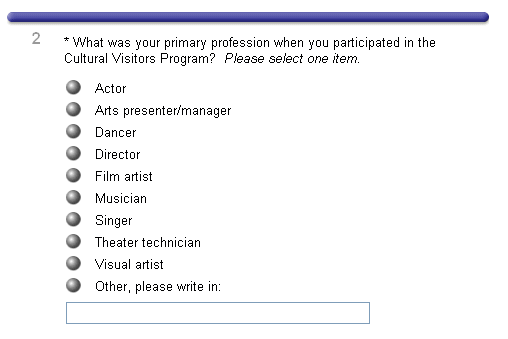 2 * What was your primary profession when you participated in the
Cultural Visitors Program? Please select one item.
Actor
Arts presenter/manager
Dancer
Director
Film artist
Musician
Singer
Theater technician
Visual artist
Other, please write in: